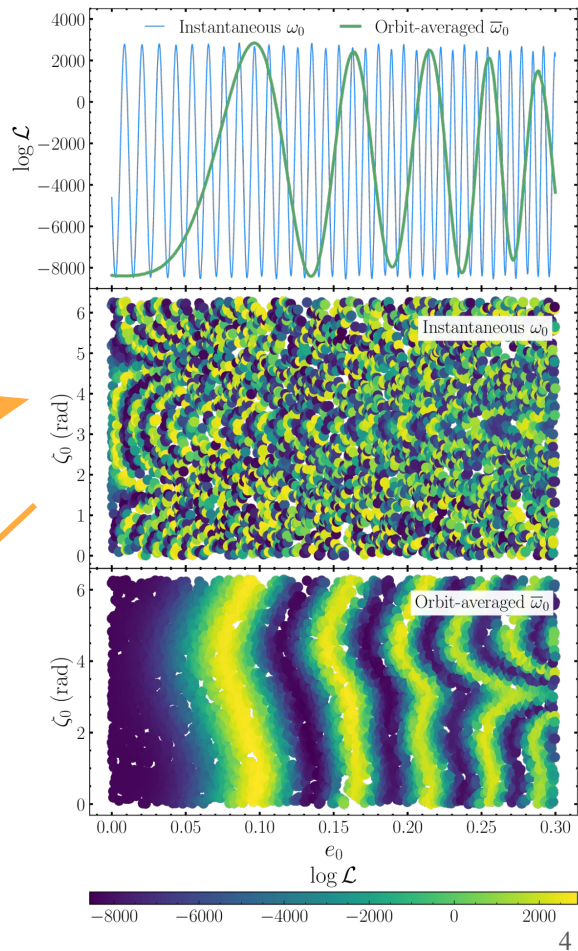 Instantaneous ω₀ Orbit-averaged ω̅₀
4000
2000
0
−2000
−4000
−6000
−8000
log 𝓛
Instantaneous ω₀
6
5
4
3
2
1
0
ζ₀ (rad)
Orbit-averaged ω̅₀
6
4
2
0
ζ₀ (rad)
0.00 0.05 0.10 0.15 0.20 0.25 0.30
e₀
log 𝓛
−8000 −6000 −4000 −2000 0 2000
4